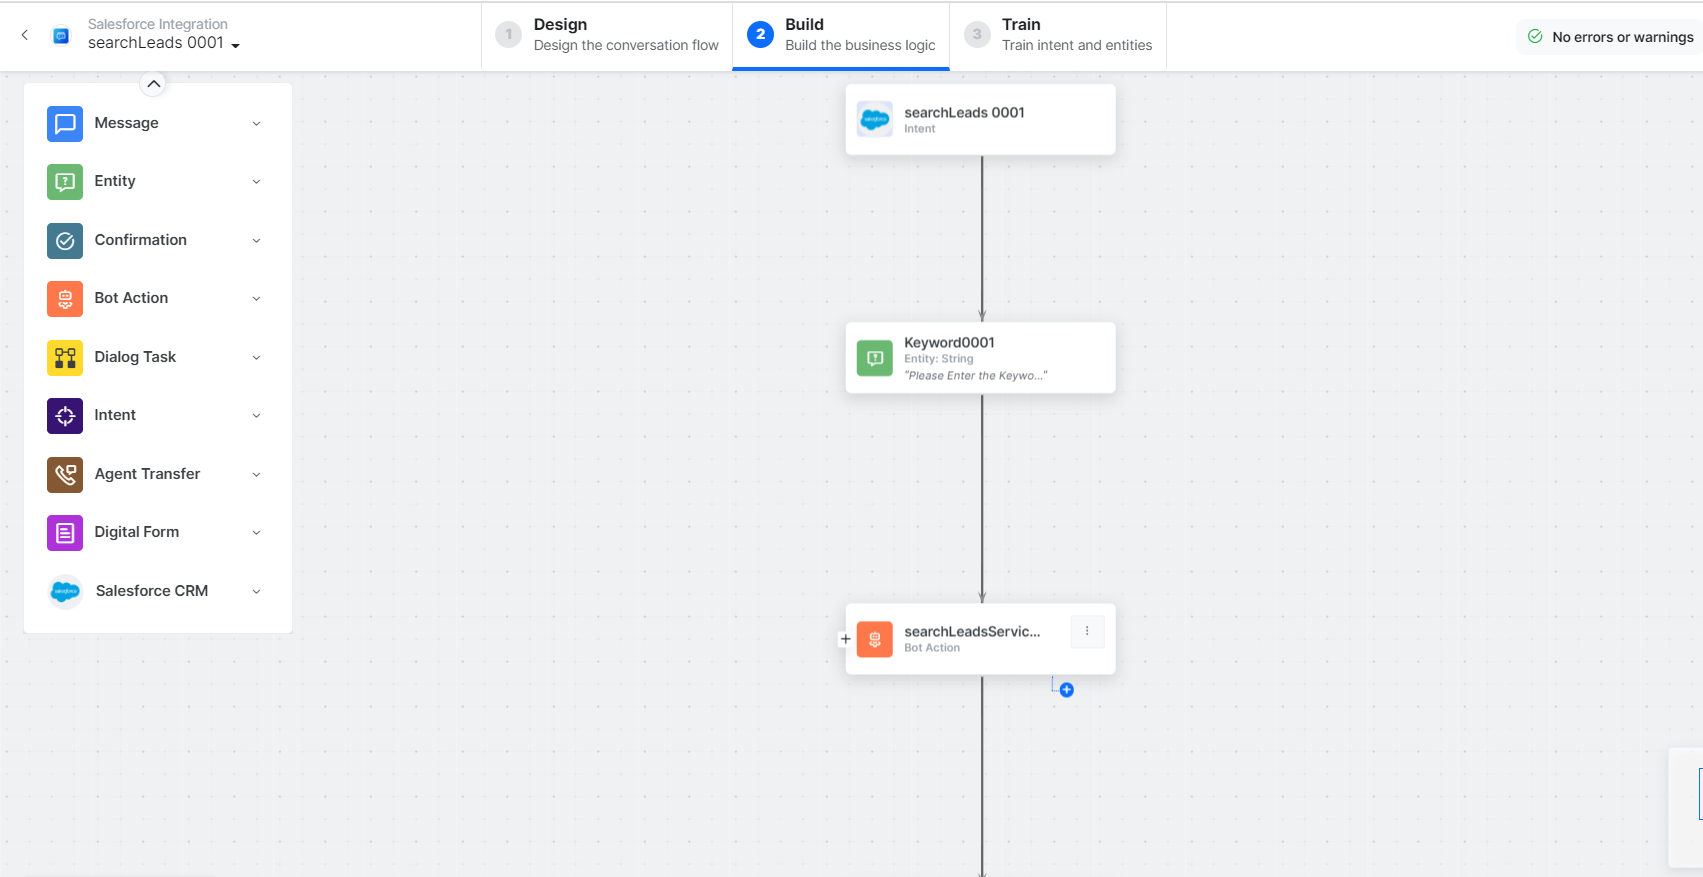 Salesforce Integration
searchLeads 0001
1
Design
Design the conversation flow
2
Build
Build the business logic
3
Train
Train intent and entities
No errors or warnings
Message
Entity
Confirmation
Bot Action
Dialog Task
Intent
Agent Transfer
Digital Form
salesforce
Salesforce CRM
salesforce
searchLeads 0001
Intent
Keyword0001
Entity: String
"Please Enter the Keywo..."
searchLeadsServic...
Bot Action